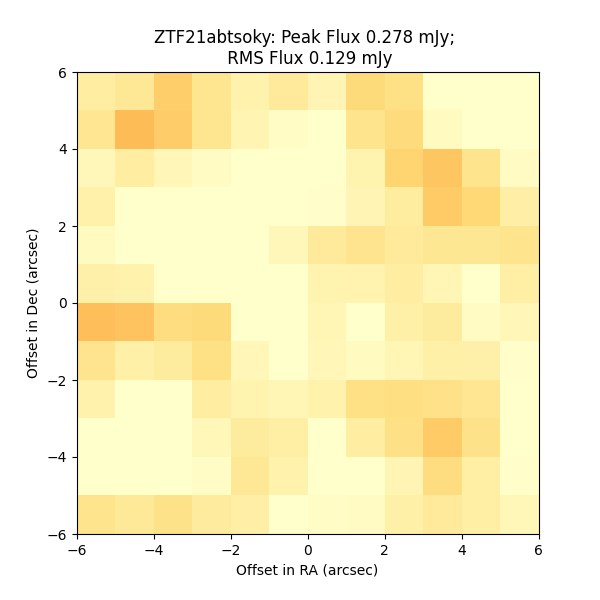 ZTF21abtsoky: Peak Flux 0.278 mJy;
RMS Flux 0.129 mJy
6
4
2
0
−2
−4
−6
Offset in Dec (arcsec)
−6 −4 −2 0 2 4 6
Offset in RA (arcsec)